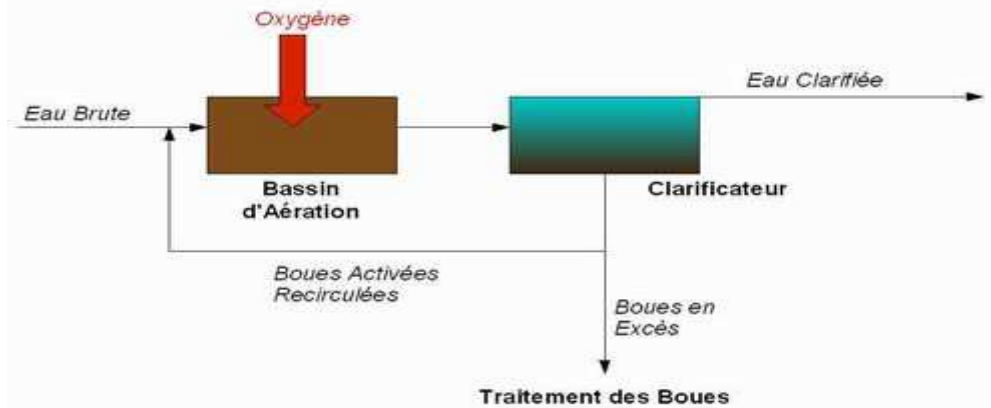 Oxygène
Eau Brute
Eau Clarifiée
Bassin
d'Aération
Clarificateur
Boues Activées
Recirculées
Boues en
Excès
Traitement des Boues